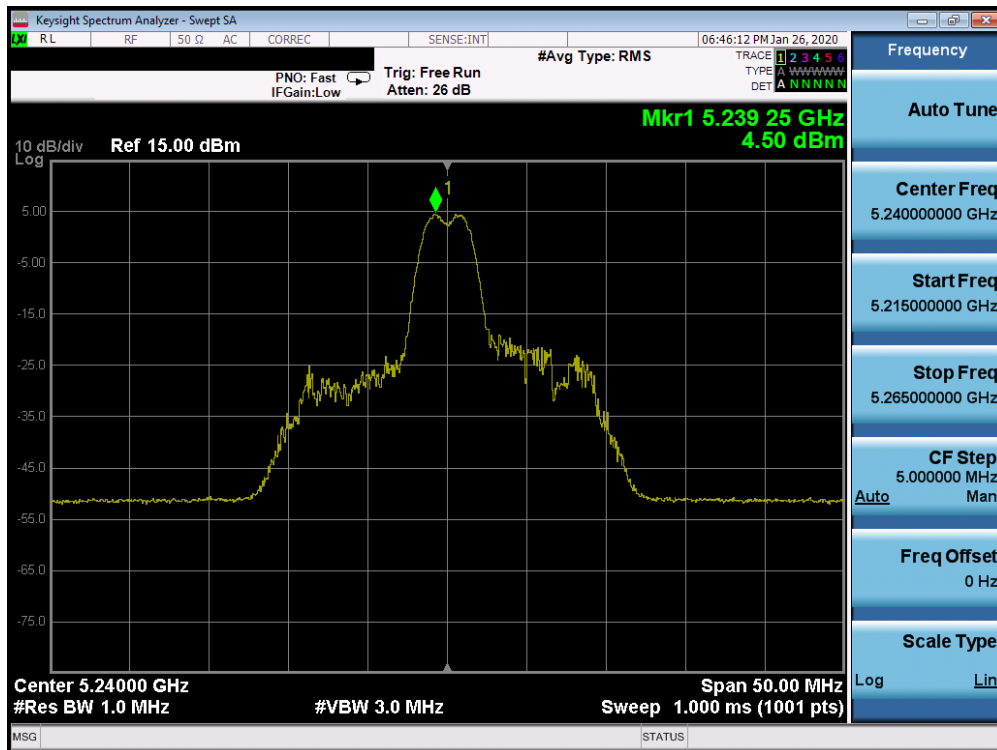 Keysight Spectrum Analyzer - Swept SA
LXI RL RF 50 Ω AC CORREC SENSE:INT 06:46:12 PM Jan 26, 2020
PNO: Fast
IFGain:Low
Trig: Free Run
Atten: 26 dB
#Avg Type: RMS
TRACE 1 2 3 4 5 6
TYPE A WWWWW
DET A N N N N N
Mkr1 5.239 25 GHz
4.50 dBm
10 dB/div Ref 15.00 dBm
Log
1
5.00
-5.00
-15.0
-25.0
-35.0
-45.0
-55.0
-65.0
-75.0
Center 5.24000 GHz Span 50.00 MHz
#Res BW 1.0 MHz #VBW 3.0 MHz Sweep 1.000 ms (1001 pts)
MSG STATUS
Frequency
Auto Tune
Center Freq
5.240000000 GHz
Start Freq
5.215000000 GHz
Stop Freq
5.265000000 GHz
CF Step
5.000000 MHz
Auto Man
Freq Offset
0 Hz
Scale Type
Log Lin